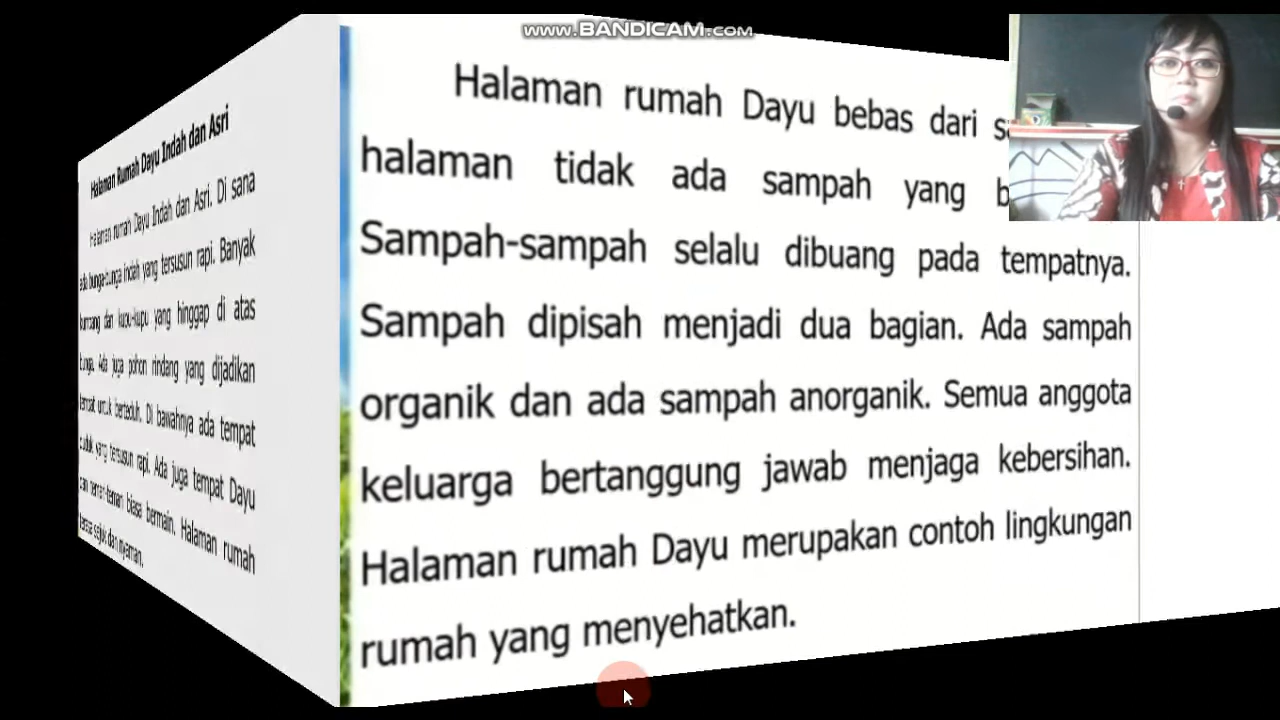 www.BANDICAM.com
Halaman Rumah Dayu Indah dan Asri
Halaman rumah Dayu Indah dan Asri. Di sana
ada bunga-bunga indah yang tersusun rapi. Banyak
kumbang dan kupu-kupu yang hinggap di atas
bunga. Ada juga pohon rindang yang dijadikan
tempat untuk berteduh. Di bawahnya ada tempat
duduk yang tersusun rapi. Ada juga tempat Dayu
dan teman-teman biasa bermain. Halaman rumah
terasa sejuk dan nyaman.
Halaman rumah Dayu bebas dari
halaman tidak ada sampah yang
Sampah-sampah selalu dibuang pada tempatnya.
Sampah dipisah menjadi dua bagian. Ada sampah
organik dan ada sampah anorganik. Semua anggota
keluarga bertanggung jawab menjaga kebersihan.
Halaman rumah Dayu merupakan contoh lingkungan
rumah yang menyehatkan.